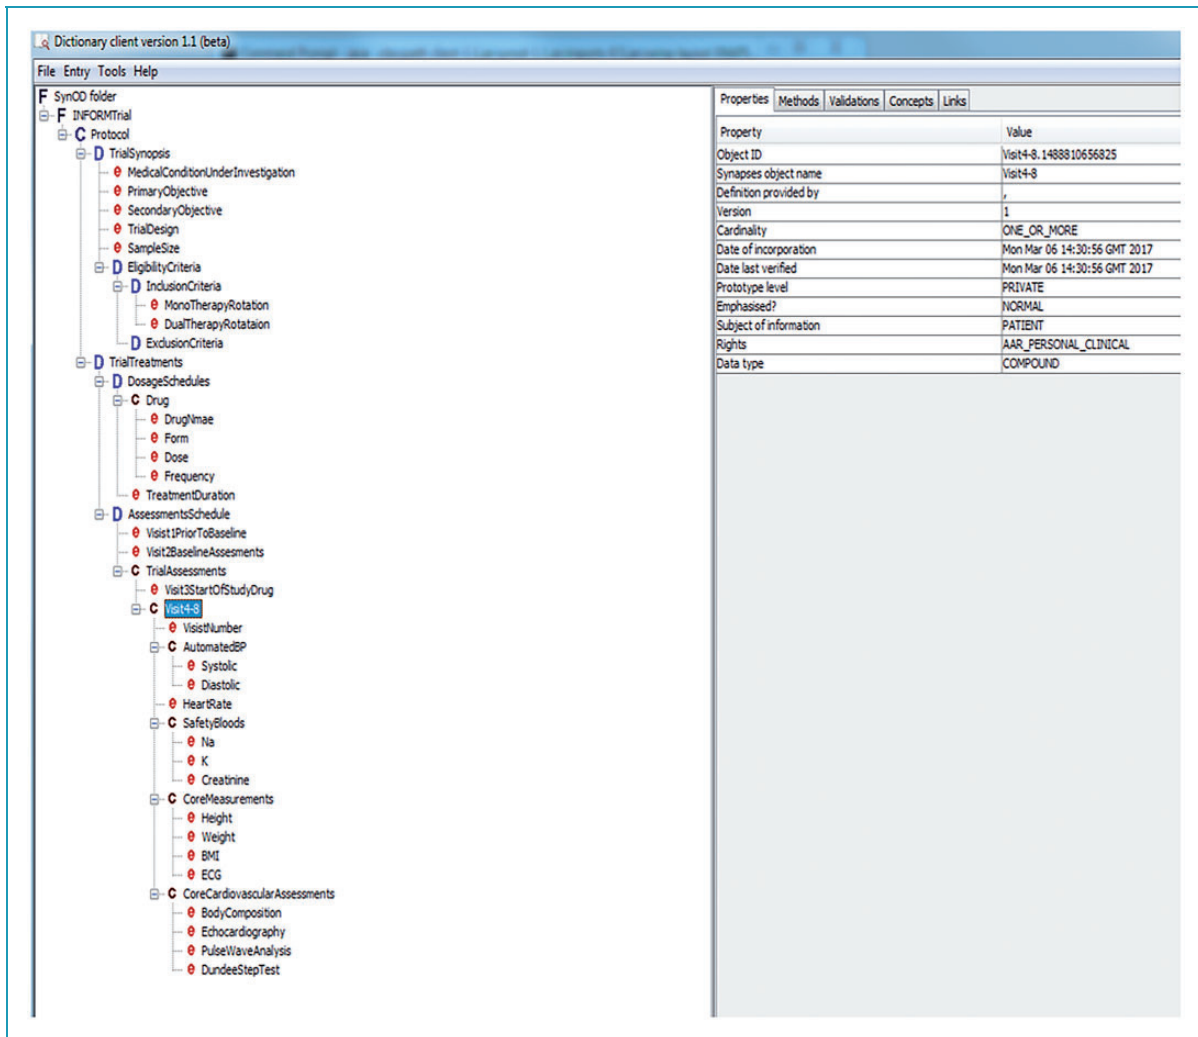 Dictionary client version 1.1 (beta)
File Entry Tools Help
F SynOD folder
F INFORMTrial
C Protocol
D TrialSynopsis
e MedicalConditionUnderInvestigation
e PrimaryObjective
e SecondaryObjective
e TrialDesign
e SampleSize
D EligibilityCriteria
D InclusionCriteria
e MonoTherapyRotation
e DualTherapyRotataion
D ExclusionCriteria
D TrialTreatments
D DosageSchedules
C Drug
e DrugNmae
e Form
e Dose
e Frequency
e TreatmentDuration
D AssessmentsSchedule
e Visist1PriorToBaseline
e Visit2BaselineAssesments
C TrialAssessments
e Visit3StartOfStudyDrug
C Visit4-8
e VisistNumber
C AutomatedBP
e Systolic
e Diastolic
e HeartRate
C SafetyBloods
e Na
e K
e Creatinine
C CoreMeasurements
e Height
e Weight
e BMI
e ECG
C CoreCardiovascularAssessments
e BodyComposition
e Echocardiography
e PulseWaveAnalysis
e DundeeStepTest
Properties Methods Validations Concepts Links
Property Value
Object ID Visit4-8.1488810656825
Synapses object name Visit4-8
Definition provided by ,
Version 1
Cardinality ONE_OR_MORE
Date of incorporation Mon Mar 06 14:30:56 GMT 2017
Date last verified Mon Mar 06 14:30:56 GMT 2017
Prototype level PRIVATE
Emphasised? NORMAL
Subject of information PATIENT
Rights AAR_PERSONAL_CLINICAL
Data type COMPOUND